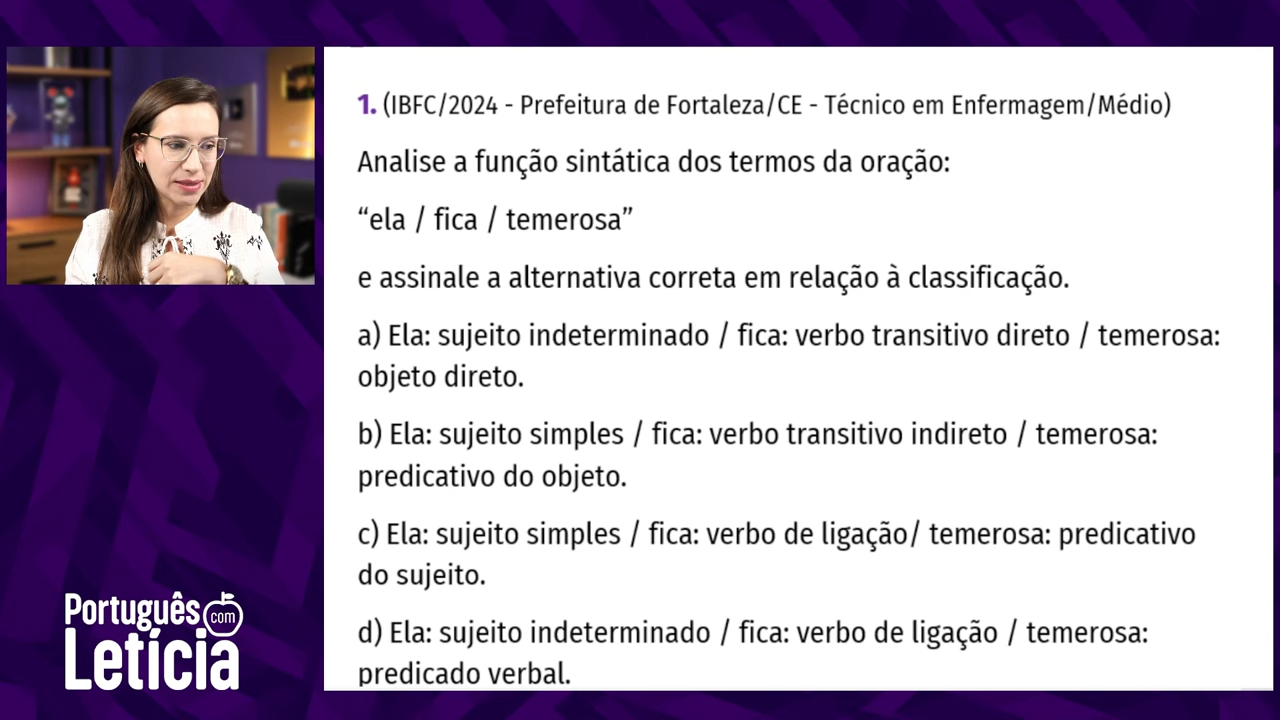 1. (IBFC/2024 - Prefeitura de Fortaleza/CE - Técnico em Enfermagem/Médio)
Analise a função sintática dos termos da oração:
“ela / fica / temerosa”
e assinale a alternativa correta em relação à classificação.
a) Ela: sujeito indeterminado / fica: verbo transitivo direto / temerosa:
objeto direto.
b) Ela: sujeito simples / fica: verbo transitivo indireto / temerosa:
predicativo do objeto.
c) Ela: sujeito simples / fica: verbo de ligação/ temerosa: predicativo
do sujeito.
d) Ela: sujeito indeterminado / fica: verbo de ligação / temerosa:
predicado verbal.
Português com
Letícia